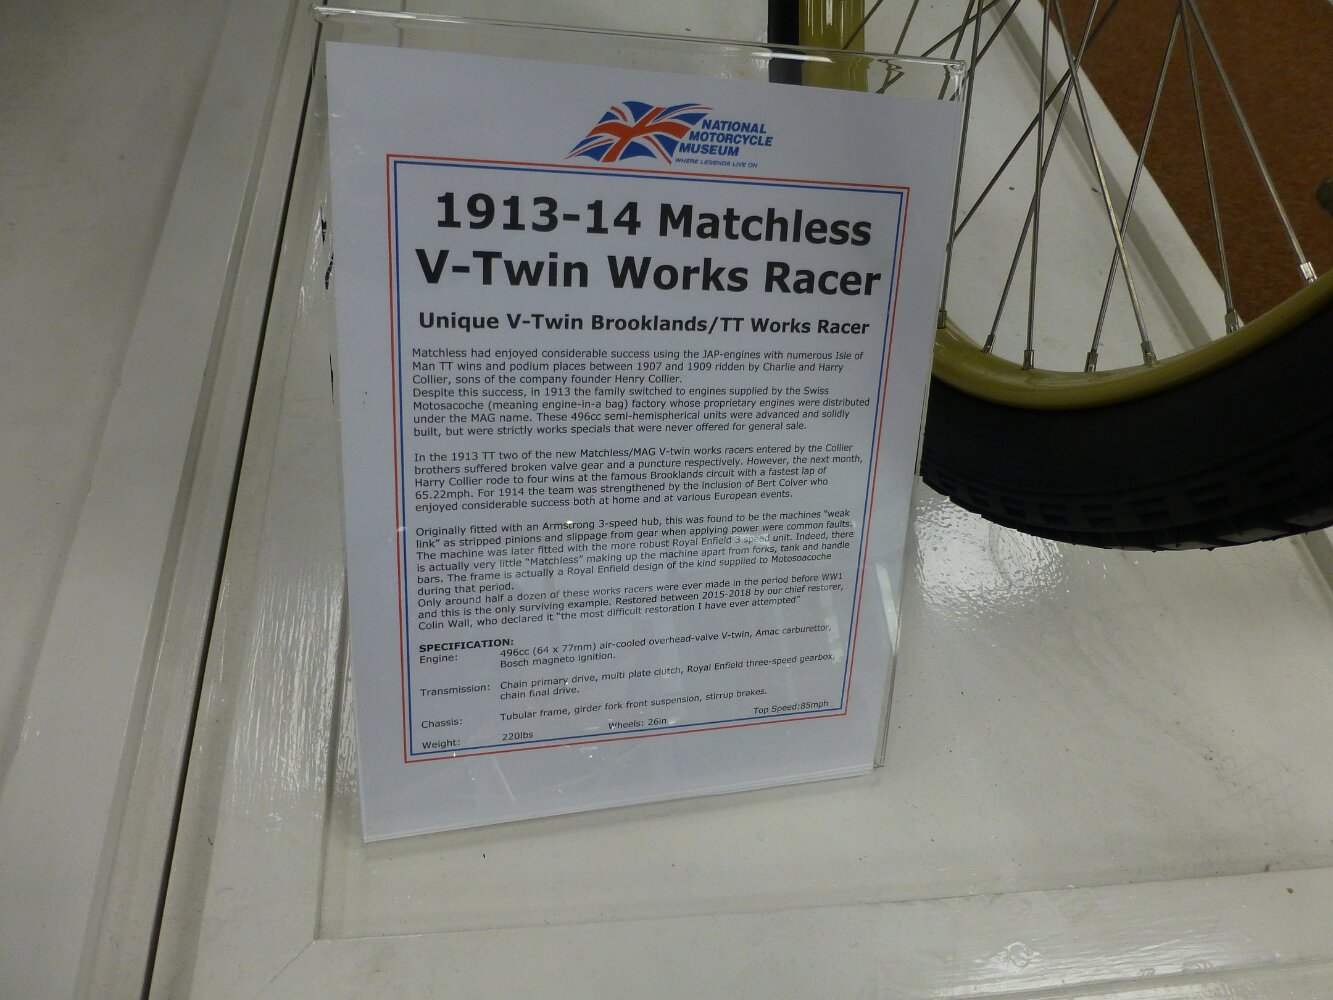 NATIONAL
MOTORCYCLE
MUSEUM
WHERE LEGENDS LIVE ON
1913-14 Matchless
V-Twin Works Racer
Unique V-Twin Brooklands/TT Works Racer
Matchless had enjoyed considerable success using the JAP-engines with numerous Isle of
Man TT wins and podium places between 1907 and 1909 ridden by Charlie and Harry
Collier, sons of the company founder Henry Collier.
Despite this success, in 1913 the family switched to engines supplied by the Swiss
Motosacoche (meaning engine-in-a bag) factory whose proprietary engines were distributed
under the MAG name. These 496cc semi-hemispherical units were advanced and solidly
built, but were strictly works specials that were never offered for general sale.
In the 1913 TT two of the new Matchless/MAG V-twin works racers entered by the Collier
brothers suffered broken valve gear and a puncture respectively. However, the next month,
Harry Collier rode to four wins at the famous Brooklands circuit with a fastest lap of
65.22mph. For 1914 the team was strengthened by the inclusion of Bert Colver who
enjoyed considerable success both at home and at various European events.
Originally fitted with an Armstrong 3-speed hub, this was found to be the machines "weak
link" as stripped pinions and slippage from gear when applying power were common faults.
The machine was later fitted with the more robust Royal Enfield 3 speed unit. Indeed, there
is actually very little "Matchless" making up the machine apart from forks, tank and handle
bars. The frame is actually a Royal Enfield design of the kind supplied to Motosoacoche
during that period.
Only around half a dozen of these works racers were ever made in the period before WW1
and this is the only surviving example. Restored between 2015-2018 by our chief restorer,
Colin Wall, who declared it "the most difficult restoration I have ever attempted"
SPECIFICATION:
Engine: 496cc (64 x 77mm) air-cooled overhead-valve V-twin, Amac carburettor,
Bosch magneto ignition.
Transmission: Chain primary drive, multi plate clutch, Royal Enfield three-speed gearbox,
chain final drive.
Chassis: Tubular frame, girder fork front suspension, stirrup brakes.
Weight: 220lbs Wheels: 26in Top Speed:85mph